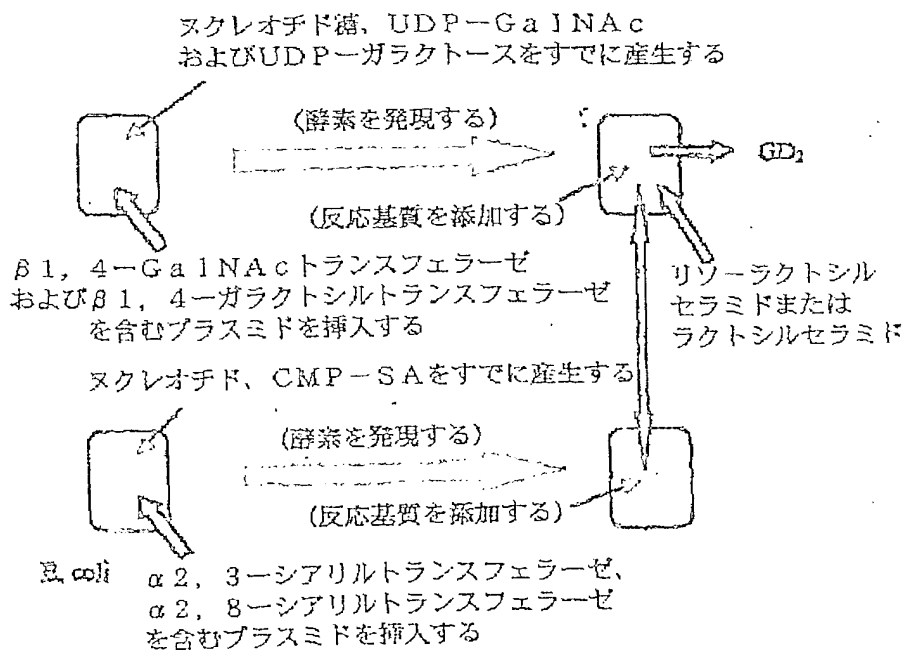 ヌクレオチド糖、UDP－GalNAc
およびUDP－ガラクトースをすでに産生する
(酵素を発現する)
GD₂
(反応基質を添加する)
β1，4－GalNAcトランスフェラーゼ
およびβ1，4－ガラクトシルトランスフェラーゼ
を含むプラスミドを挿入する
リソーラクトシル
セラミドまたは
ラクトシルセラミド
ヌクレオチド、CMP－SAをすでに産生する
(酵素を発現する)
(反応基質を添加する)
E. coli
α2，3－シアリルトランスフェラーゼ、
α2，8－シアリルトランスフェラーゼ
を含むプラスミドを挿入する